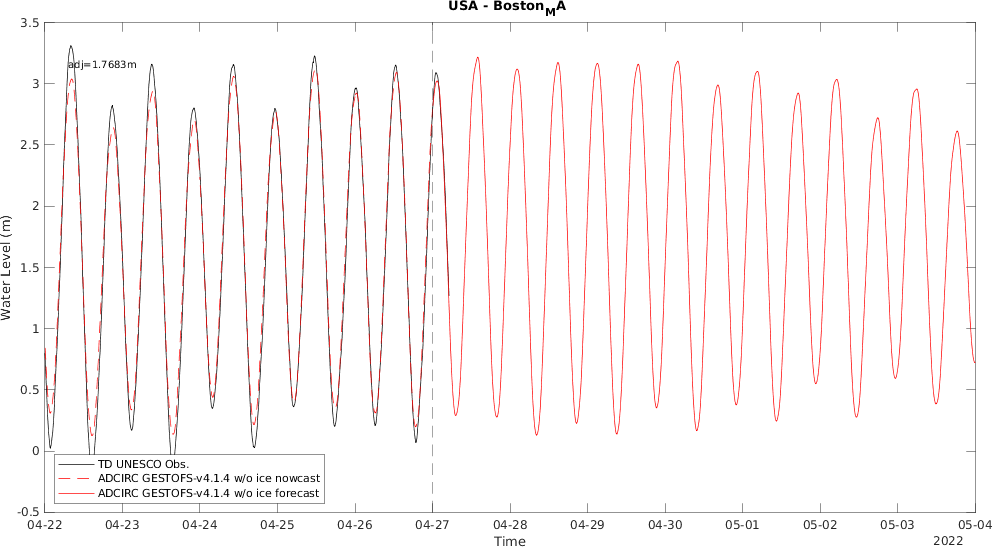 USA - Boston_MA
3.5
3
2.5
2
1.5
1
0.5
0
-0.5
Water Level (m)
adj=1.7683m
TD UNESCO Obs.
ADCIRC GESTOFS-v4.1.4 w/o ice nowcast
ADCIRC GESTOFS-v4.1.4 w/o ice forecast
04-22 04-23 04-24 04-25 04-26 04-27 04-28 04-29 04-30 05-01 05-02 05-03 05-04
Time
2022